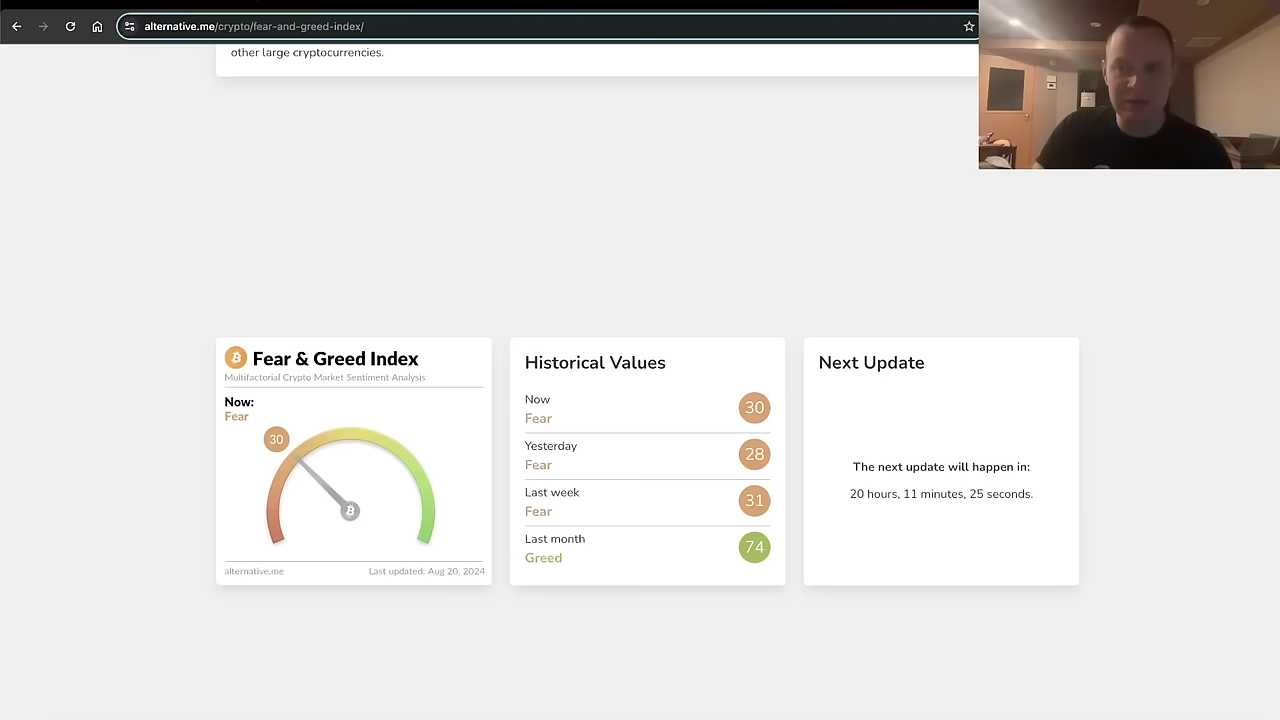 alternative.me/crypto/fear-and-greed-index/
other large cryptocurrencies.
Fear & Greed Index
Multifactorial Crypto Market Sentiment Analysis
Now:
Fear
30
alternative.me
Last updated: Aug 20, 2024
Historical Values
Now
Fear
30
Yesterday
Fear
28
Last week
Fear
31
Last month
Greed
74
Next Update
The next update will happen in:
20 hours, 11 minutes, 25 seconds.